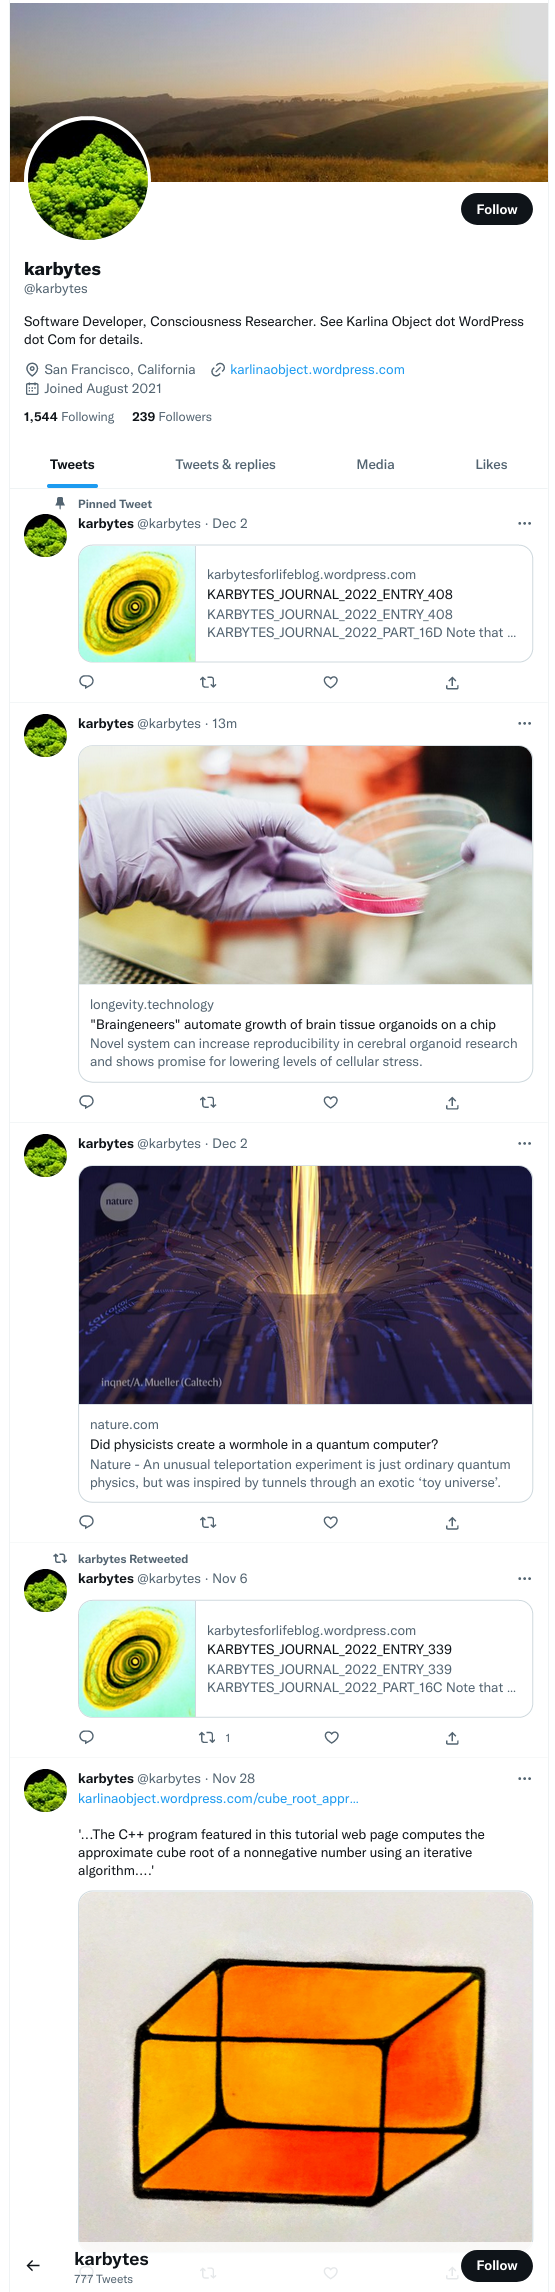 Follow
karbytes
@karbytes
Software Developer, Consciousness Researcher. See Karlina Object dot WordPress
dot Com for details.
San Francisco, California karlinaobject.wordpress.com
Joined August 2021
1,544 Following 239 Followers
Tweets Tweets & replies Media Likes
Pinned Tweet
karbytes @karbytes · Dec 2
karbytesforlifeblog.wordpress.com
KARBYTES_JOURNAL_2022_ENTRY_408
KARBYTES_JOURNAL_2022_ENTRY_408
KARBYTES_JOURNAL_2022_PART_16D Note that ...
karbytes @karbytes · 13m
longevity.technology
"Braingeneers" automate growth of brain tissue organoids on a chip
Novel system can increase reproducibility in cerebral organoid research
and shows promise for lowering levels of cellular stress.
karbytes @karbytes · Dec 2
nature
inqnet/A. Mueller (Caltech)
nature.com
Did physicists create a wormhole in a quantum computer?
Nature - An unusual teleportation experiment is just ordinary quantum
physics, but was inspired by tunnels through an exotic ‘toy universe’.
karbytes Retweeted
karbytes @karbytes · Nov 6
karbytesforlifeblog.wordpress.com
KARBYTES_JOURNAL_2022_ENTRY_339
KARBYTES_JOURNAL_2022_ENTRY_339
KARBYTES_JOURNAL_2022_PART_16C Note that ...
1
karbytes @karbytes · Nov 28
karlinaobject.wordpress.com/cube_root_appr...
'...The C++ program featured in this tutorial web page computes the
approximate cube root of a nonnegative number using an iterative
algorithm....'
karbytes
777 Tweets
Follow